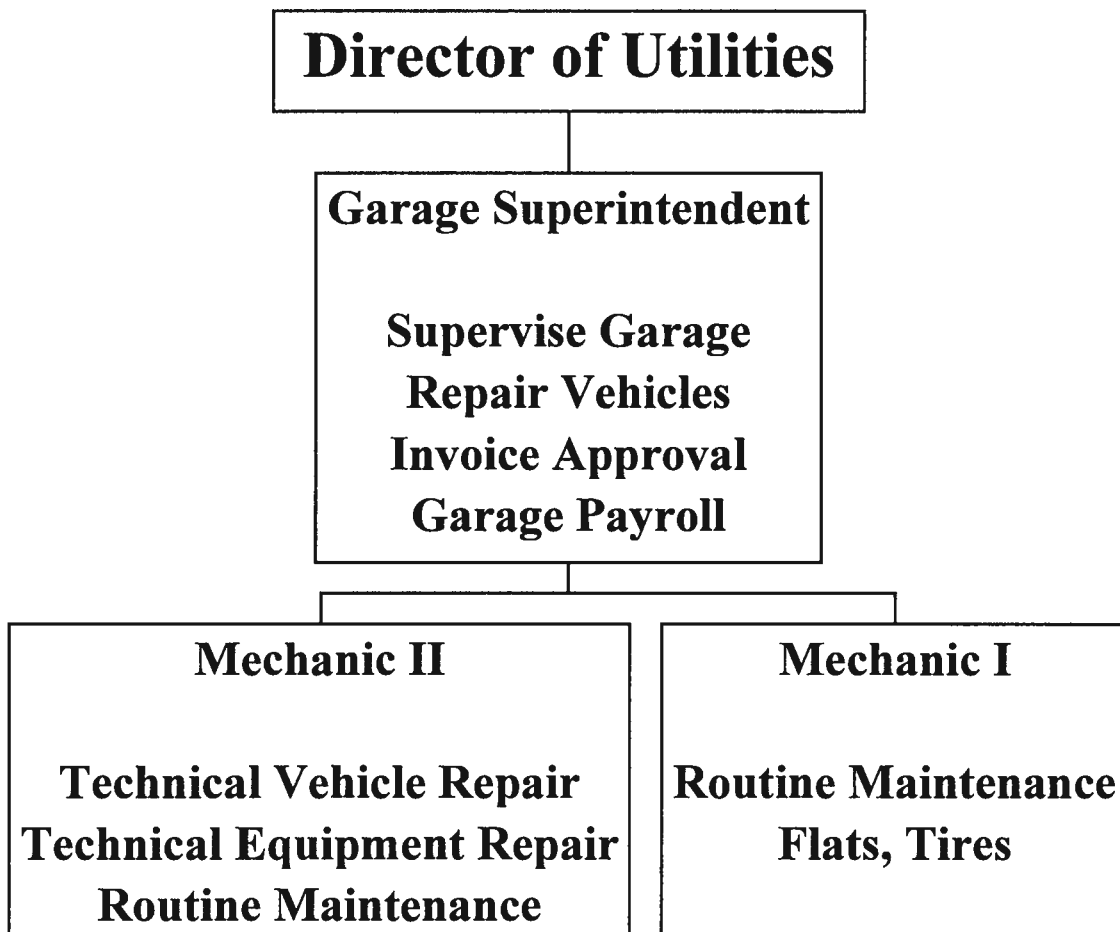 Director of Utilities
Garage Superintendent
Supervise Garage
Repair Vehicles
Invoice Approval
Garage Payroll
Mechanic II
Technical Vehicle Repair
Technical Equipment Repair
Routine Maintenance
Mechanic I
Routine Maintenance
Flats, Tires